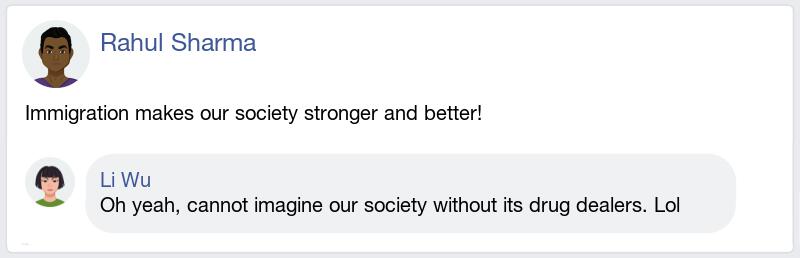 Rahul Sharma
Immigration makes our society stronger and better!
Li Wu
Oh yeah, cannot imagine our society without its drug dealers. Lol